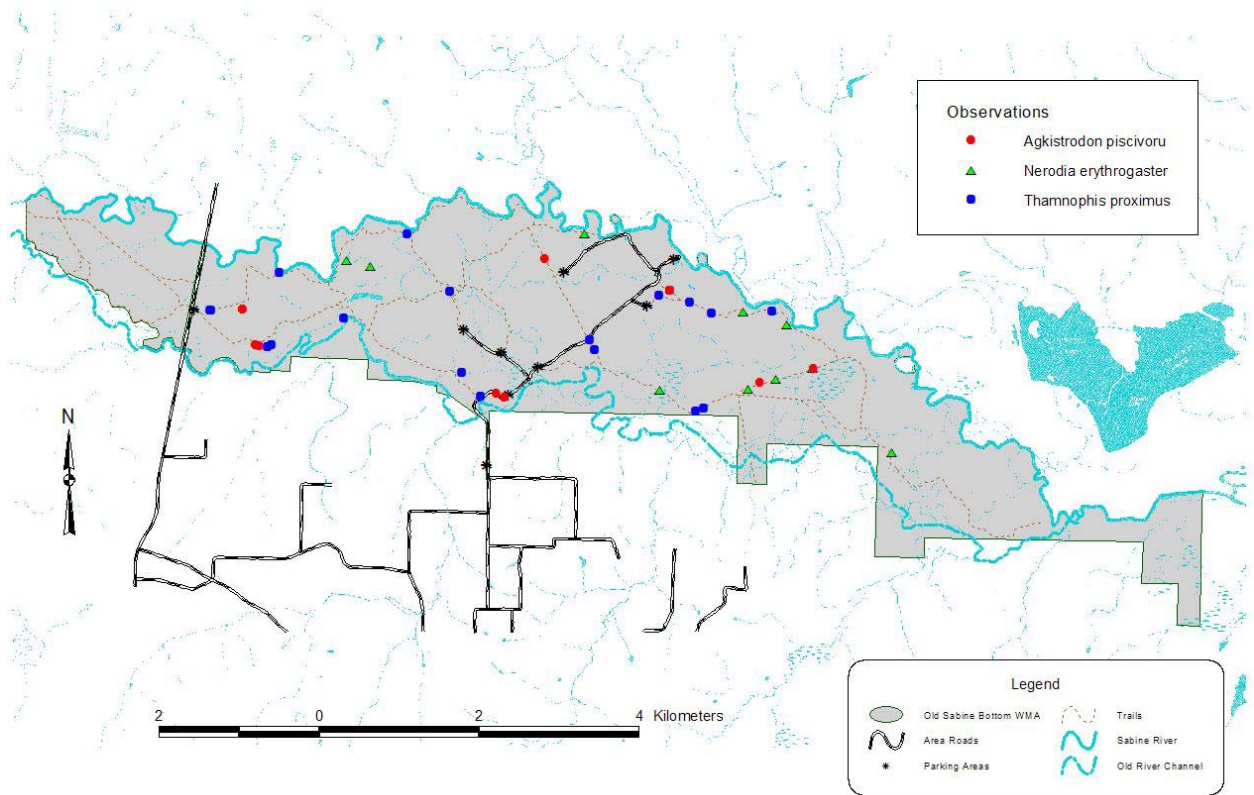 Observations
Agkistrodon piscivoru
Nerodia erythrogaster
Thamnophis proximus
N
2 0 2 4 Kilometers
Legend
Old Sabine Bottom WMA Trails
Area Roads Sabine River
Parking Areas Old River Channel